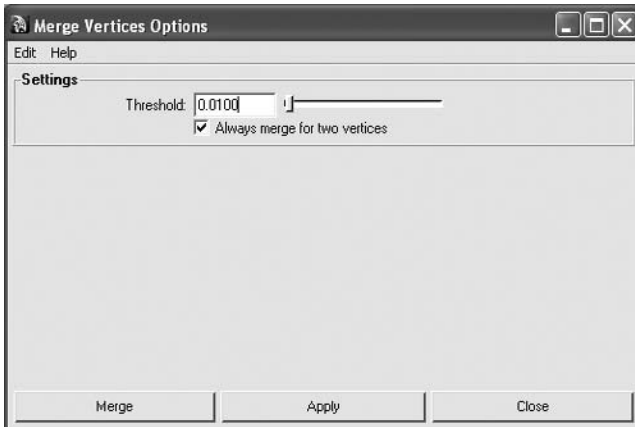 Merge Vertices Options
Edit Help
Settings
Threshold: 0.0100
Always merge for two vertices
Merge Apply Close